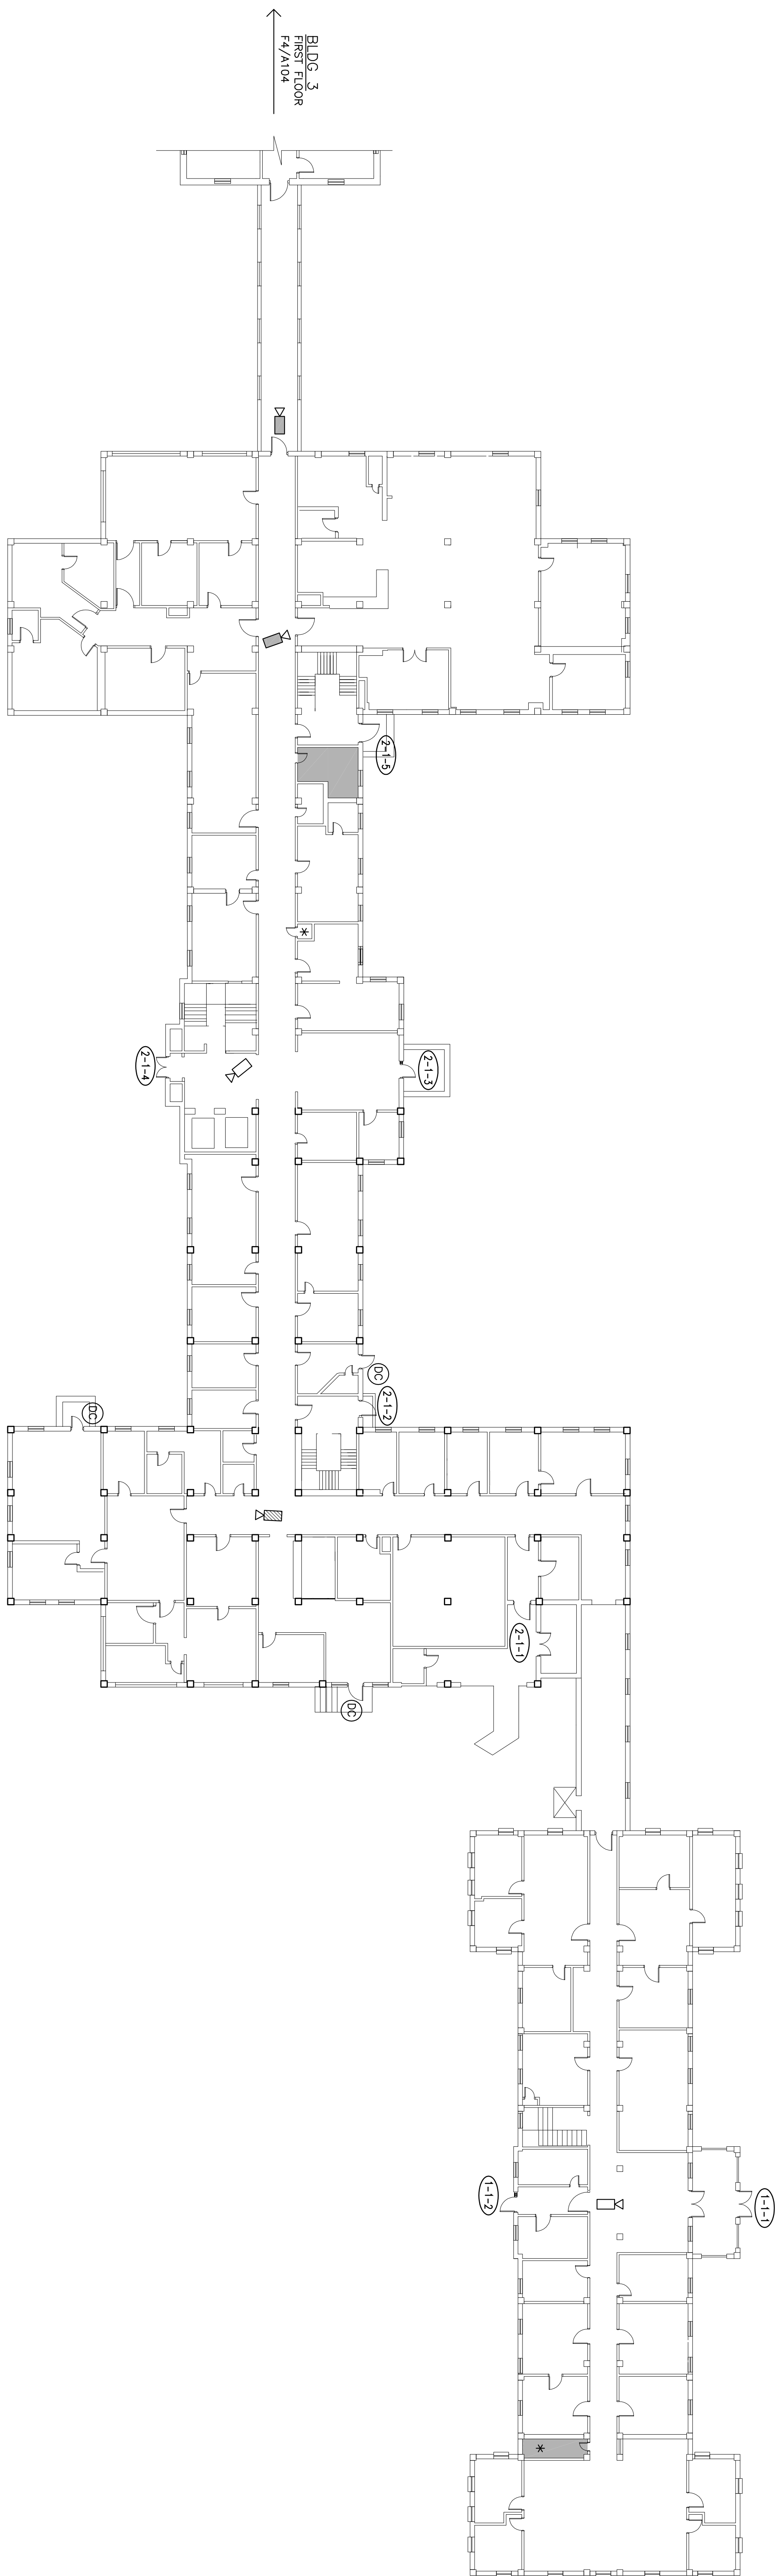 BLDG 3
FIRST FLOOR
F4/A104
2-1-5
*
2-1-4
2-1-3
DC
2-1-2
DC
2-1-1
DC
1-1-2
1-1-1
*